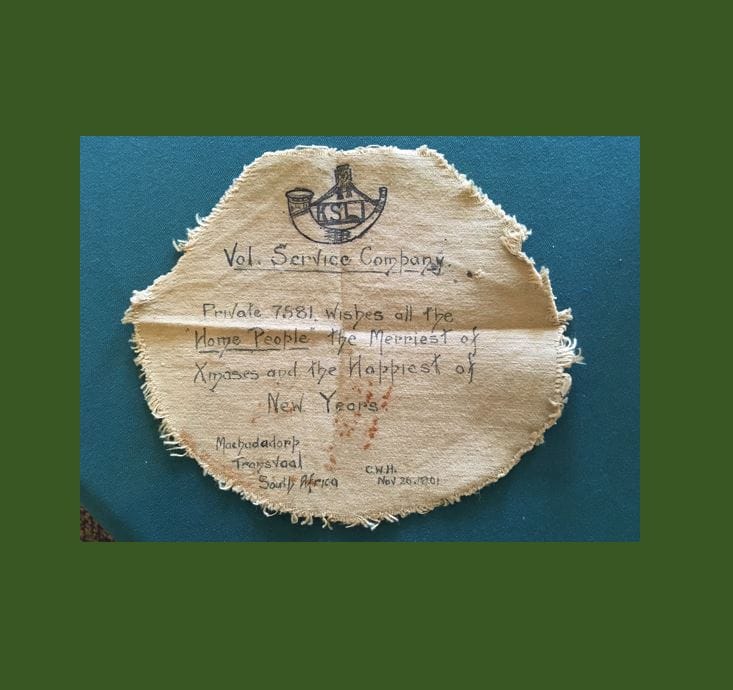 KSLI
Vol. Service Company.
Private 7581. wishes all the
"Home People" the Merriest of
Xmases and the Happiest of
New Years.
Machadadorp
Transvaal
South Africa
C.W.H.
Nov 26. 1901